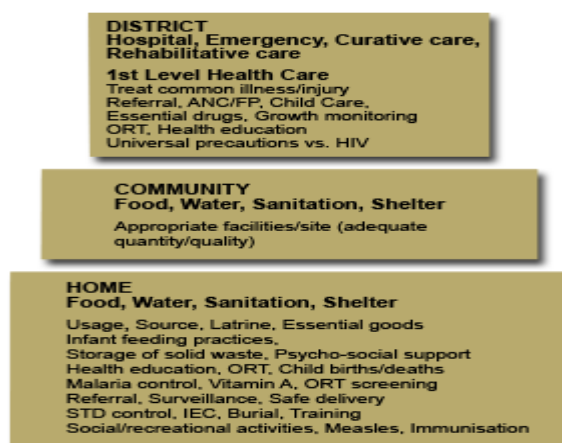 DISTRICT
Hospital, Emergency, Curative care,
Rehabilitative care
1st Level Health Care
Treat common illness/injury
Referral, ANC/FP, Child Care,
Essential drugs, Growth monitoring
ORT, Health education
Universal precautions vs. HIV
COMMUNITY
Food, Water, Sanitation, Shelter
Appropriate facilities/site (adequate
quantity/quality)
HOME
Food, Water, Sanitation, Shelter
Usage, Source, Latrine, Essential goods
Infant feeding practices,
Storage of solid waste, Psycho-social support
Health education, ORT, Child births/deaths
Malaria control, Vitamin A, ORT screening
Referral, Surveillance, Safe delivery
STD control, IEC, Burial, Training
Social/recreational activities, Measles, Immunisation